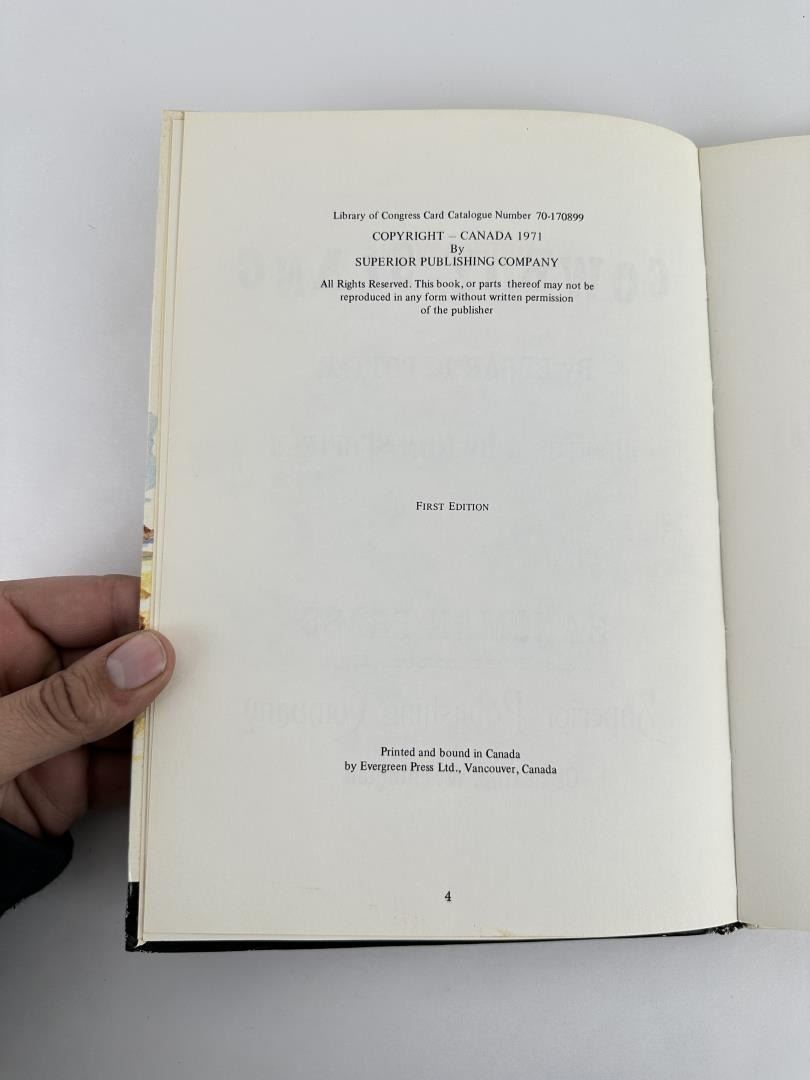 Library of Congress Card Catalogue Number 70-170899
COPYRIGHT – CANADA 1971
By
SUPERIOR PUBLISHING COMPANY
All Rights Reserved. This book, or parts thereof may not be
reproduced in any form without written permission
of the publisher
FIRST EDITION
Printed and bound in Canada
by Evergreen Press Ltd., Vancouver, Canada
4